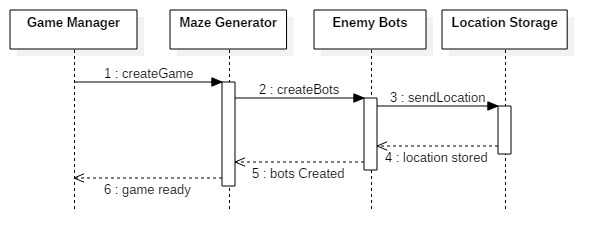 Game Manager
Maze Generator
Enemy Bots
Location Storage
1 : createGame
2 : createBots
3 : sendLocation
4 : location stored
5 : bots Created
6 : game ready